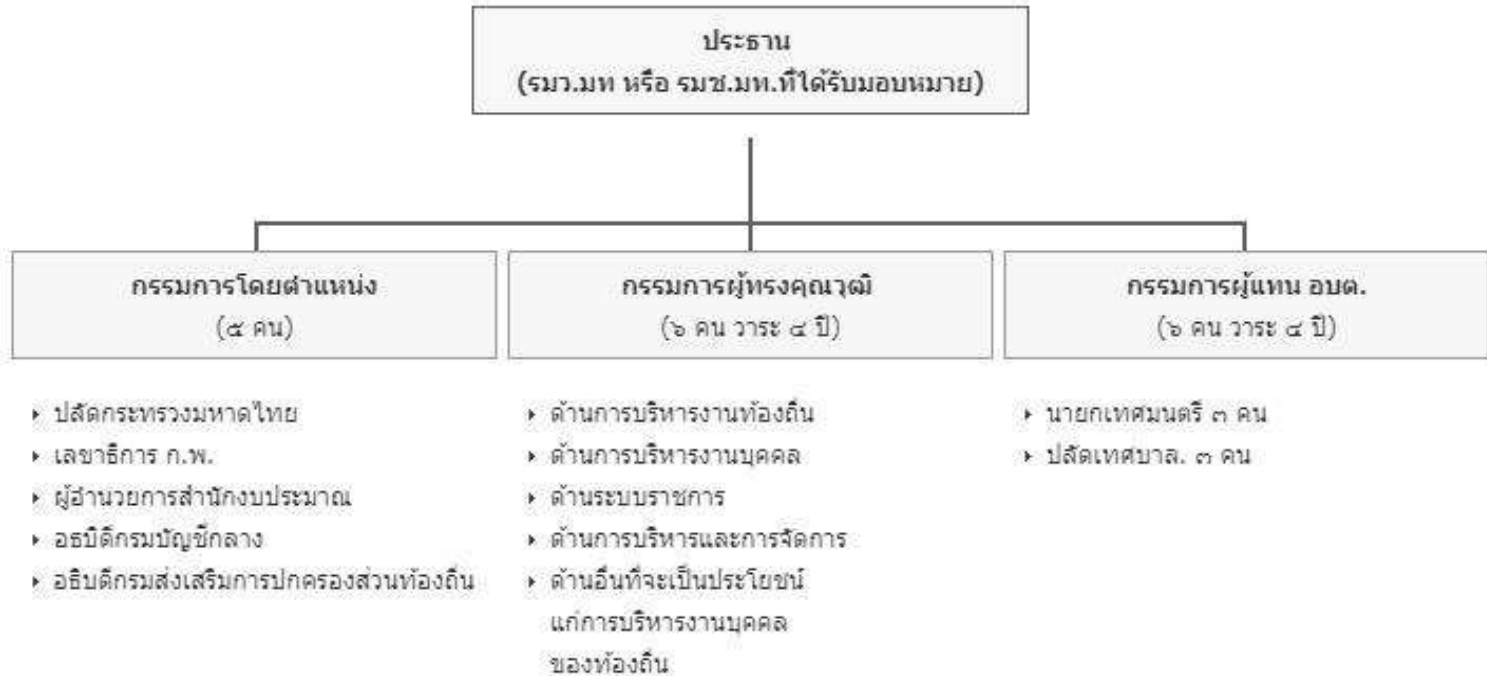 ประธาน
(รมว.มท หรือ รมช.มท.ที่ได้รับมอบหมาย)
กรรมการโดยตำแหน่ง
(๕ คน)
ปลัดกระทรวงมหาดไทย
เลขาธิการ ก.พ.
ผู้อำนวยการสำนักงบประมาณ
อธบิดีกรมบัญชีกลาง
อธิบดีกรมส่งเสริมการปกครองส่วนท้องถิ่น
กรรมการผู้ทรงคุณวุฒิ
(๖ คน วาระ ๔ ปี)
ด้านการบริหารงานท้องถิ่น
ด้านการบริหารงานบุคคล
ด้านระบบราชการ
ด้านการบริหารและการจัดการ
ด้านอื่นที่จะเป็นประโยชน์
แก่การบริหารงานบุคคล
ของท้องถิ่น
กรรมการผู้แทน อบต.
(๖ คน วาระ ๔ ปี)
นายกเทศมนตรี ๓ คน
ปลัดเทศบาล. ๓ คน